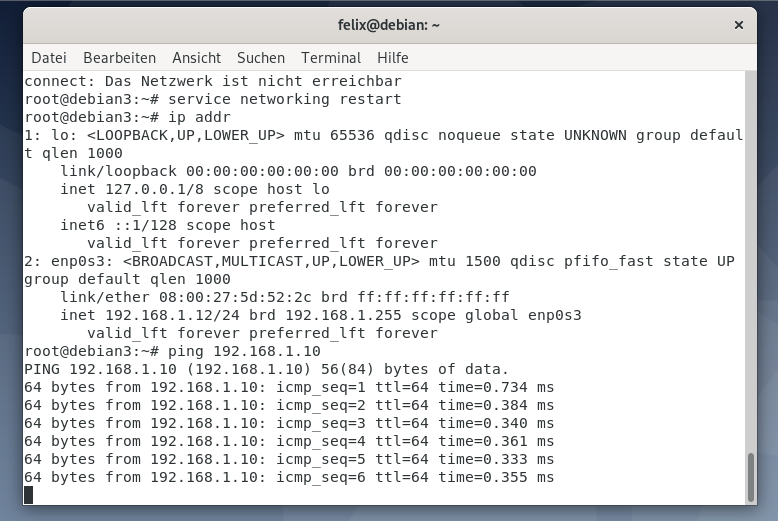 felix@debian: ~
×
Datei Bearbeiten Ansicht Suchen Terminal Hilfe
connect: Das Netzwerk ist nicht erreichbar
root@debian3:~# service networking restart
root@debian3:~# ip addr
1: lo: <LOOPBACK,UP,LOWER_UP> mtu 65536 qdisc noqueue state UNKNOWN group defaul
t qlen 1000
    link/loopback 00:00:00:00:00:00 brd 00:00:00:00:00:00
    inet 127.0.0.1/8 scope host lo
       valid_lft forever preferred_lft forever
    inet6 ::1/128 scope host
       valid_lft forever preferred_lft forever
2: enp0s3: <BROADCAST,MULTICAST,UP,LOWER_UP> mtu 1500 qdisc pfifo_fast state UP
group default qlen 1000
    link/ether 08:00:27:5d:52:2c brd ff:ff:ff:ff:ff:ff
    inet 192.168.1.12/24 brd 192.168.1.255 scope global enp0s3
       valid_lft forever preferred_lft forever
root@debian3:~# ping 192.168.1.10
PING 192.168.1.10 (192.168.1.10) 56(84) bytes of data.
64 bytes from 192.168.1.10: icmp_seq=1 ttl=64 time=0.734 ms
64 bytes from 192.168.1.10: icmp_seq=2 ttl=64 time=0.384 ms
64 bytes from 192.168.1.10: icmp_seq=3 ttl=64 time=0.340 ms
64 bytes from 192.168.1.10: icmp_seq=4 ttl=64 time=0.361 ms
64 bytes from 192.168.1.10: icmp_seq=5 ttl=64 time=0.333 ms
64 bytes from 192.168.1.10: icmp_seq=6 ttl=64 time=0.355 ms